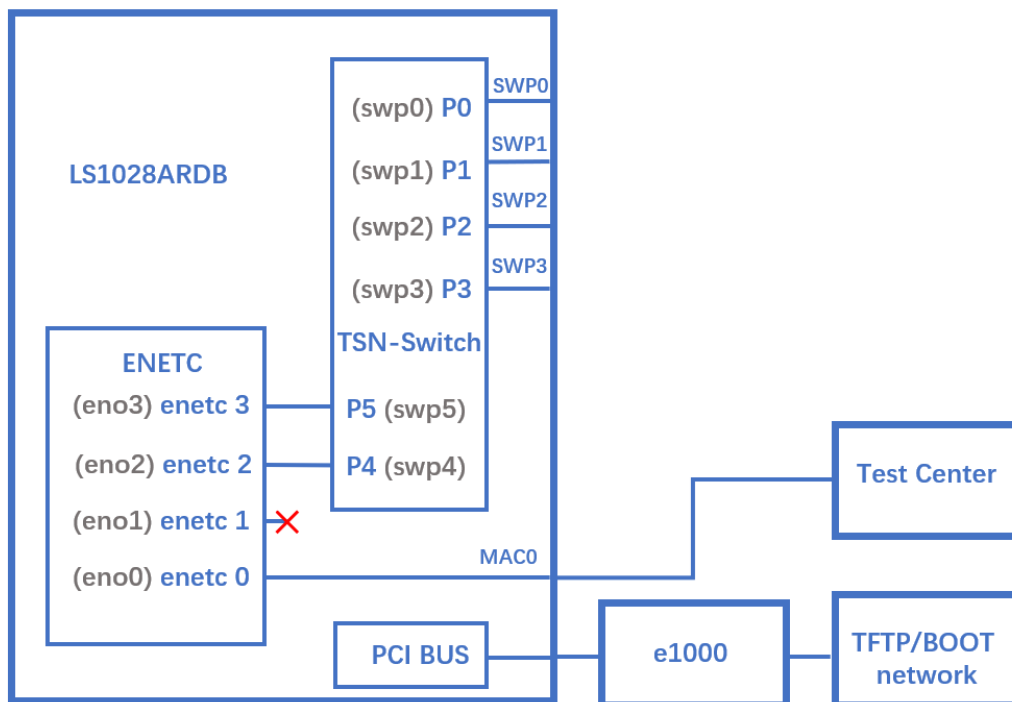 LS1028ARDB
(swp0) P0
SWP0
(swp1) P1
SWP1
(swp2) P2
SWP2
(swp3) P3
SWP3
TSN-Switch
P5 (swp5)
P4 (swp4)
ENETC
(eno3) enetc 3
(eno2) enetc 2
(eno1) enetc 1
(eno0) enetc 0
MAC0
Test Center
PCI BUS
e1000
TFTP/BOOT
network